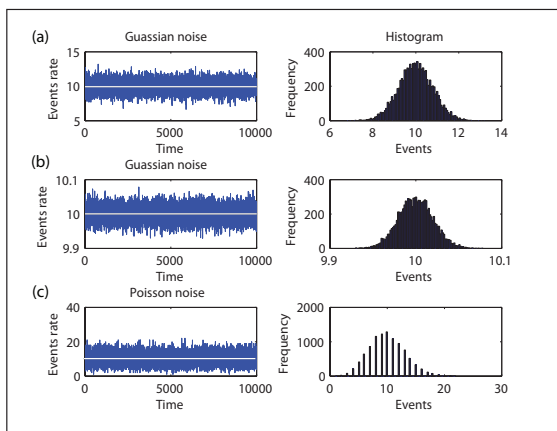 (a)
Guassian noise
Histogram
Events rate
15
10
5
0
5000
10000
Time
Frequency
400
200
0
6
8
10
12
14
Events
(b)
Guassian noise
Events rate
10.1
10
9.9
0
5000
10000
Time
Frequency
400
200
0
9.9
10
10.1
Events
(c)
Poisson noise
Events rate
40
20
0
0
5000
10000
Time
Frequency
2000
1000
0
0
10
20
30
Events